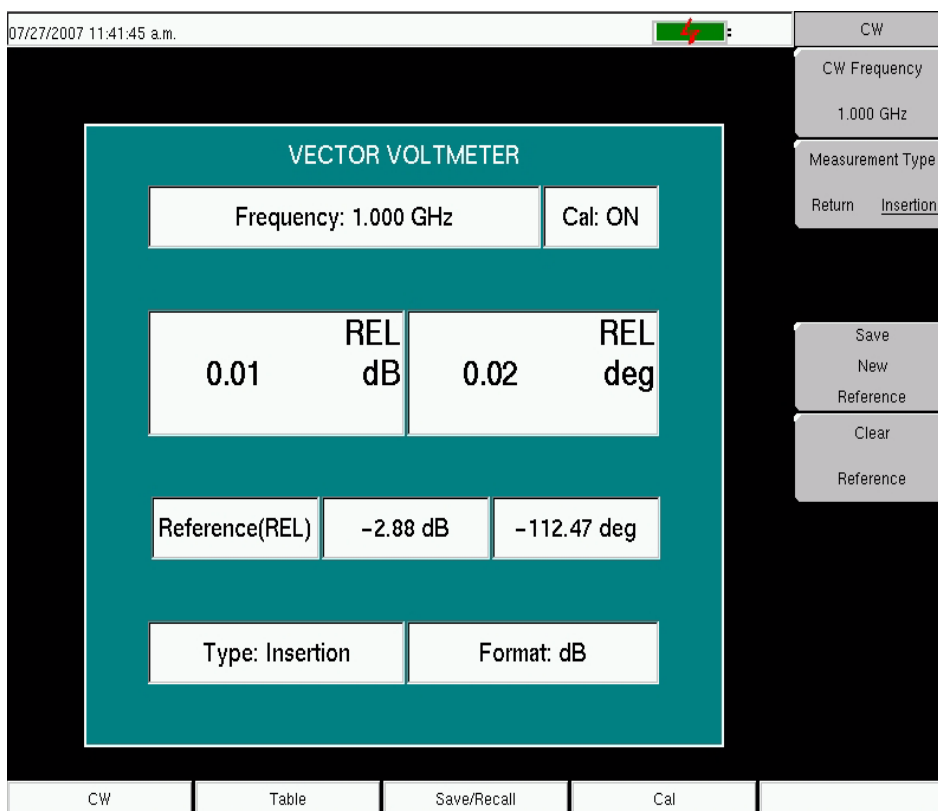 07/27/2007 11:41:45 a.m.
CW
CW Frequency
1.000 GHz
Measurement Type
Return Insertion
Save
New
Reference
Clear
Reference
VECTOR VOLTMETER
Frequency: 1.000 GHz
Cal: ON
REL
0.01 dB
REL
0.02 deg
Reference(REL)
-2.88 dB
-112.47 deg
Type: Insertion
Format: dB
CW
Table
Save/Recall
Cal